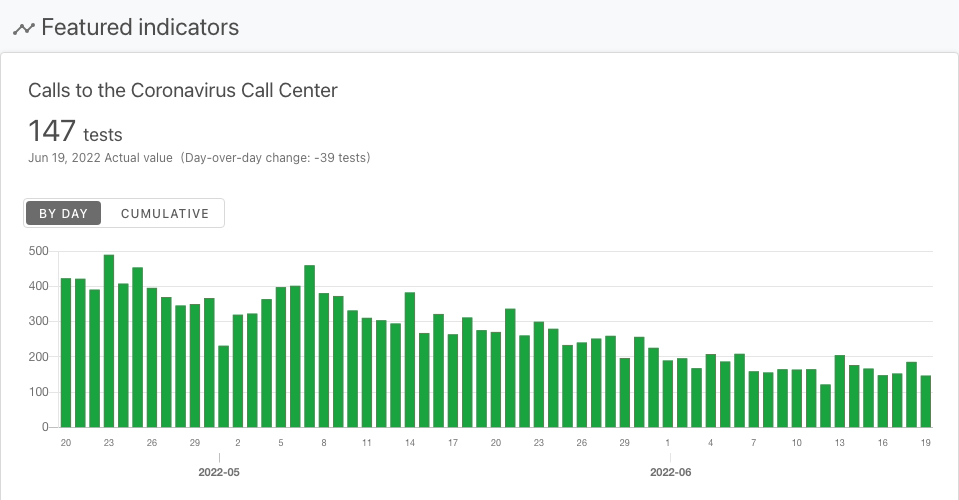 Featured indicators
Calls to the Coronavirus Call Center
147 tests
Jun 19, 2022 Actual value (Day-over-day change: -39 tests)
BY DAY CUMULATIVE
500
400
300
200
100
0
20 23 26 29 2 5 8 11 14 17 20 23 26 29 1 4 7 10 13 16 19
2022-05 2022-06